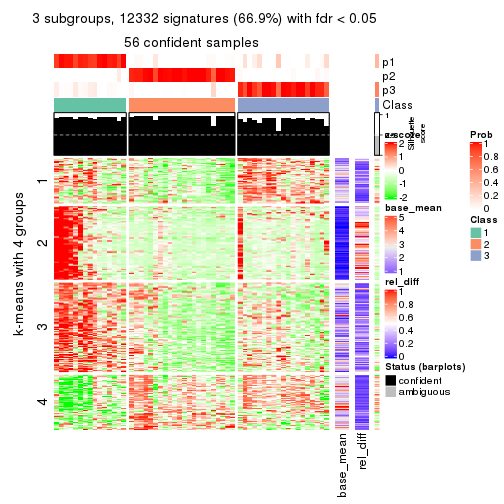 3 subgroups, 12332 signatures (66.9%) with fdr < 0.05
56 confident samples
p1
p2
p3
Class
1
0
Silhouette
score
z-score
2
1
0
-1
-2
base_mean
5
4
3
2
1
rel_diff
1
0.8
0.6
0.4
0.2
0
Status (barplots)
confident
ambiguous
Prob
1
0.8
0.6
0.4
0.2
0
Class
1
2
3
k-means with 4 groups
1
2
3
4
base_mean
rel_diff